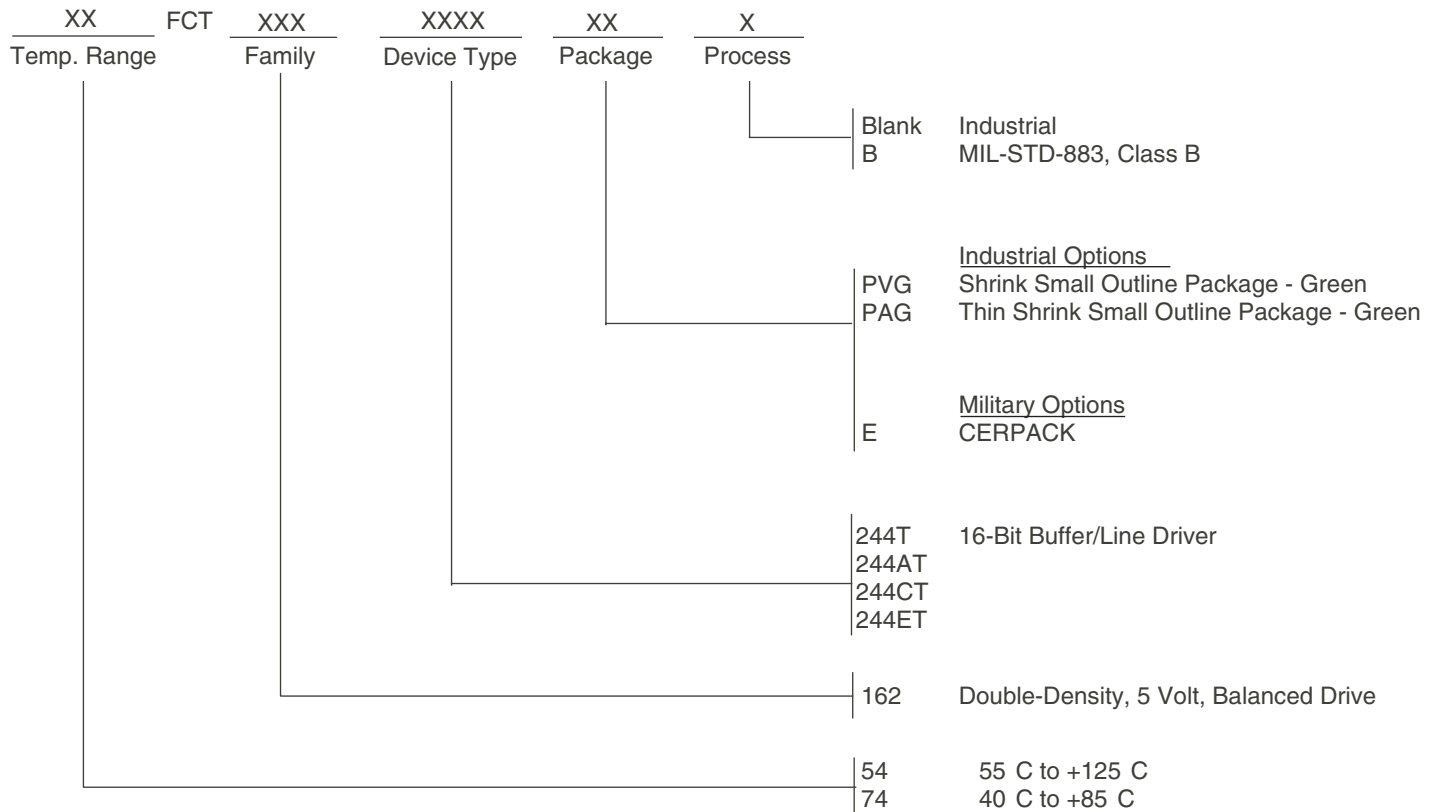 XX FCT XXX XXXX XX X
Temp. Range Family Device Type Package Process
Blank Industrial
B MIL-STD-883, Class B
Industrial Options
PVG Shrink Small Outline Package - Green
PAG Thin Shrink Small Outline Package - Green
Military Options
E CERPACK
244T 16-Bit Buffer/Line Driver
244AT
244CT
244ET
162 Double-Density, 5 Volt, Balanced Drive
54 55 C to +125 C
74 40 C to +85 C